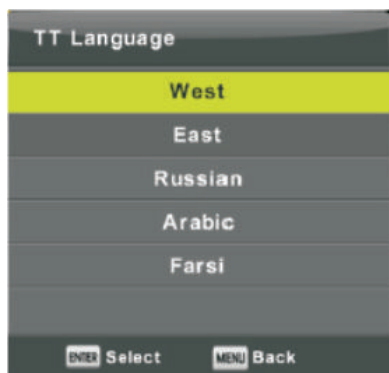 TT Language
West
East
Russian
Arabic
Farsi
ENTER Select MENU Back